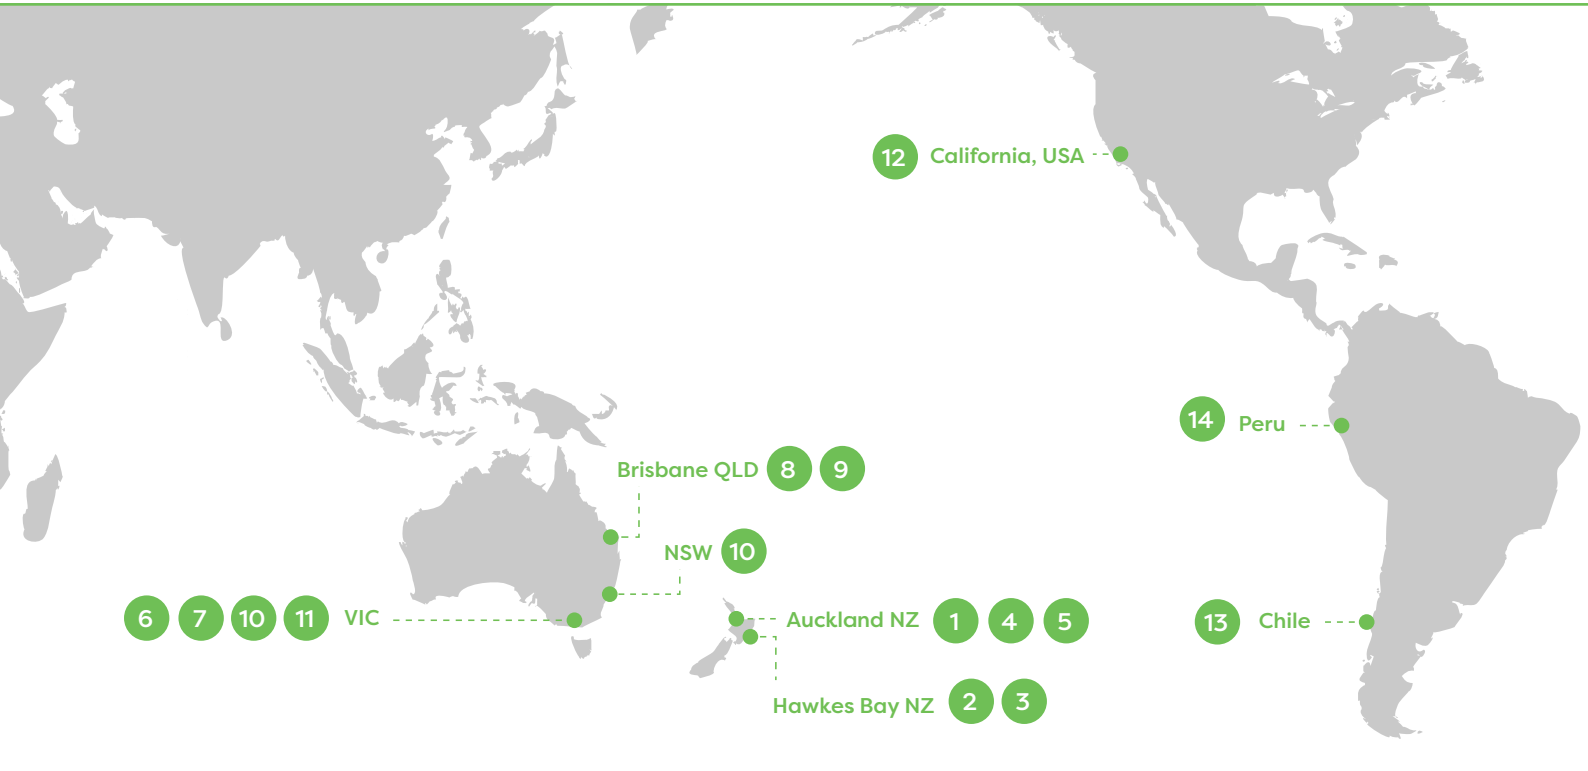 12 California, USA
14 Peru
Brisbane QLD 8 9
NSW 10
6 7 10 11 VIC
Auckland NZ 1 4 5
13 Chile
Hawkes Bay NZ 2 3